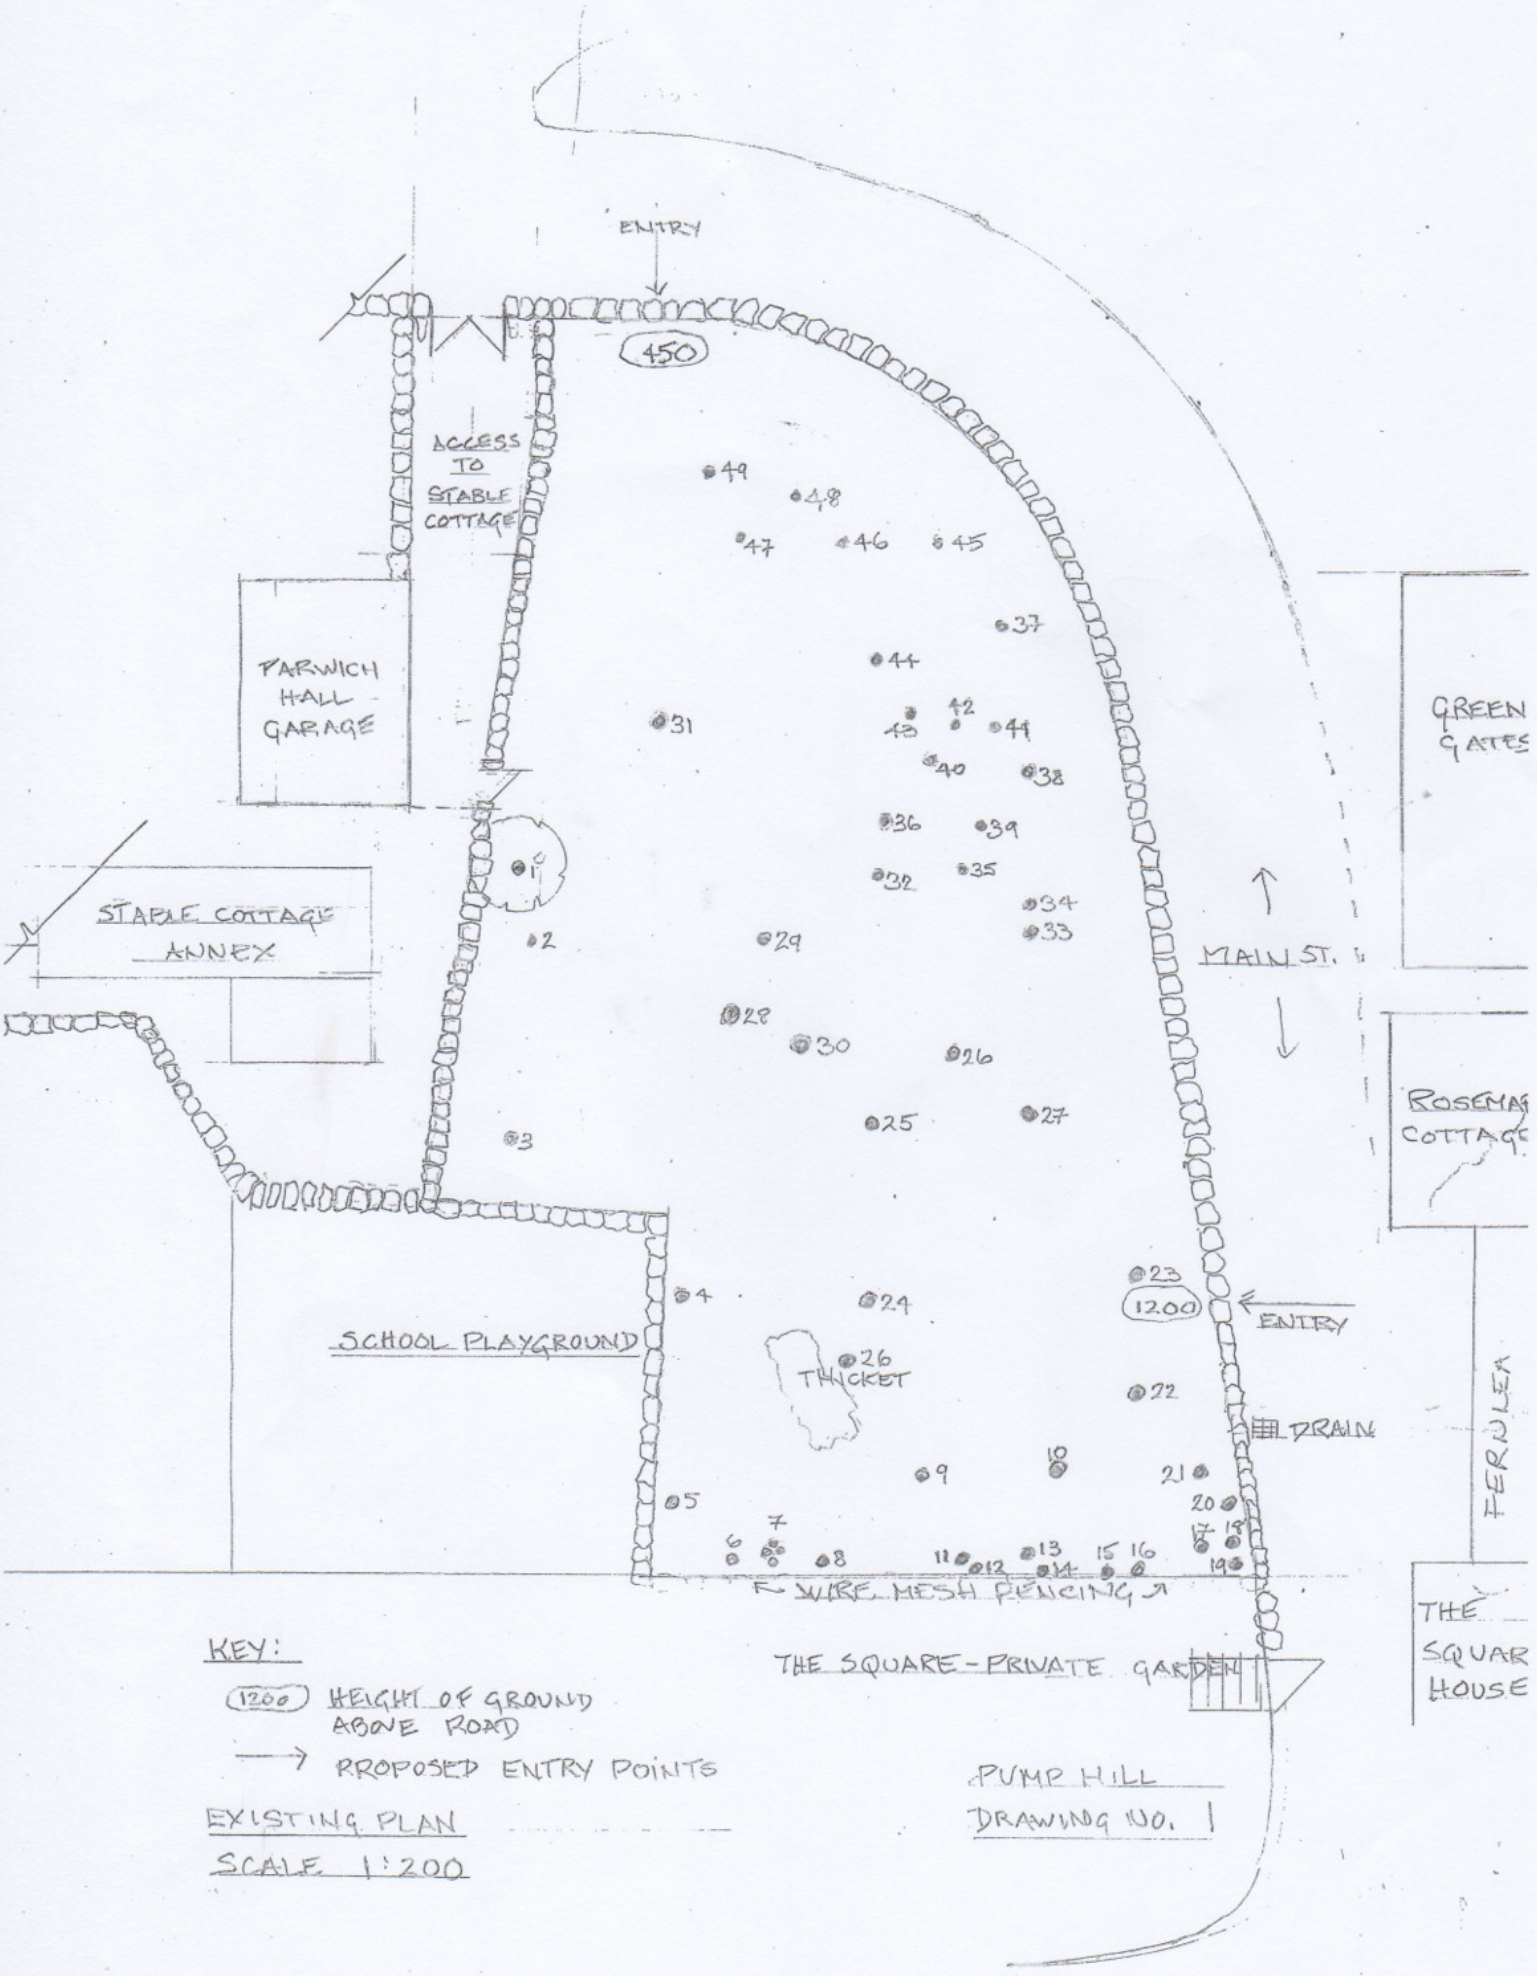 ENTRY
450
ACCESS
TO
STABLE
COTTAGE
49
48
47
46
45
37
PARWICH
HALL
GARAGE
44
31
43
42
41
40
38
GREEN
GATES
36
39
1
32
35
34
33
STABLE COTTAGE
ANNEX
2
29
MAIN ST.
28
30
26
25
27
ROSEMA
COTTAGE
3
23
4
24
1200
ENTRY
SCHOOL PLAYGROUND
26
THICKET
22
DRAIN
FERNLEA
9
10
21
5
20
6
7
8
11
12
13
14
15
16
17
18
19
WIRE MESH FENCING
THE
SQUAR
HOUSE
THE SQUARE-PRIVATE GARDEN
KEY:
1200 HEIGHT OF GROUND
ABOVE ROAD
PROPOSED ENTRY POINTS
EXISTING PLAN
SCALE 1:200
PUMP HILL
DRAWING NO. 1